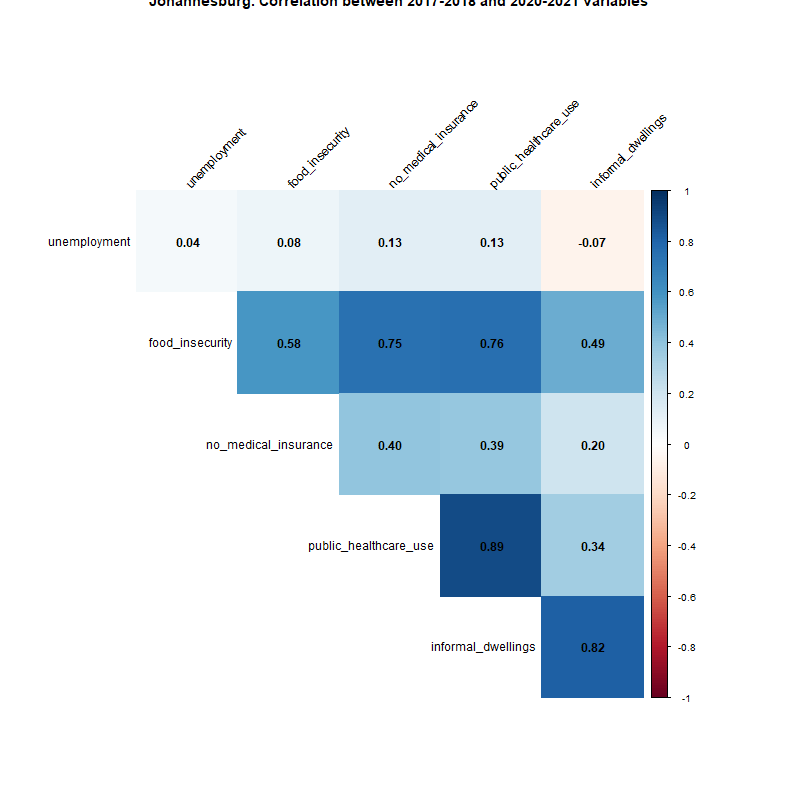 Johannesburg: Correlation between 2017-2018 and 2020-2021 variables
unemployment
food_insecurity
no_medical_insurance
public_healthcare_use
informal_dwellings
1
unemployment 0.04 0.08 0.13 0.13 -0.07
0.8
0.6
food_insecurity 0.58 0.75 0.76 0.49
0.4
0.2
no_medical_insurance 0.40 0.39 0.20
0
-0.2
public_healthcare_use 0.89 0.34
-0.4
-0.6
informal_dwellings 0.82
-0.8
-1